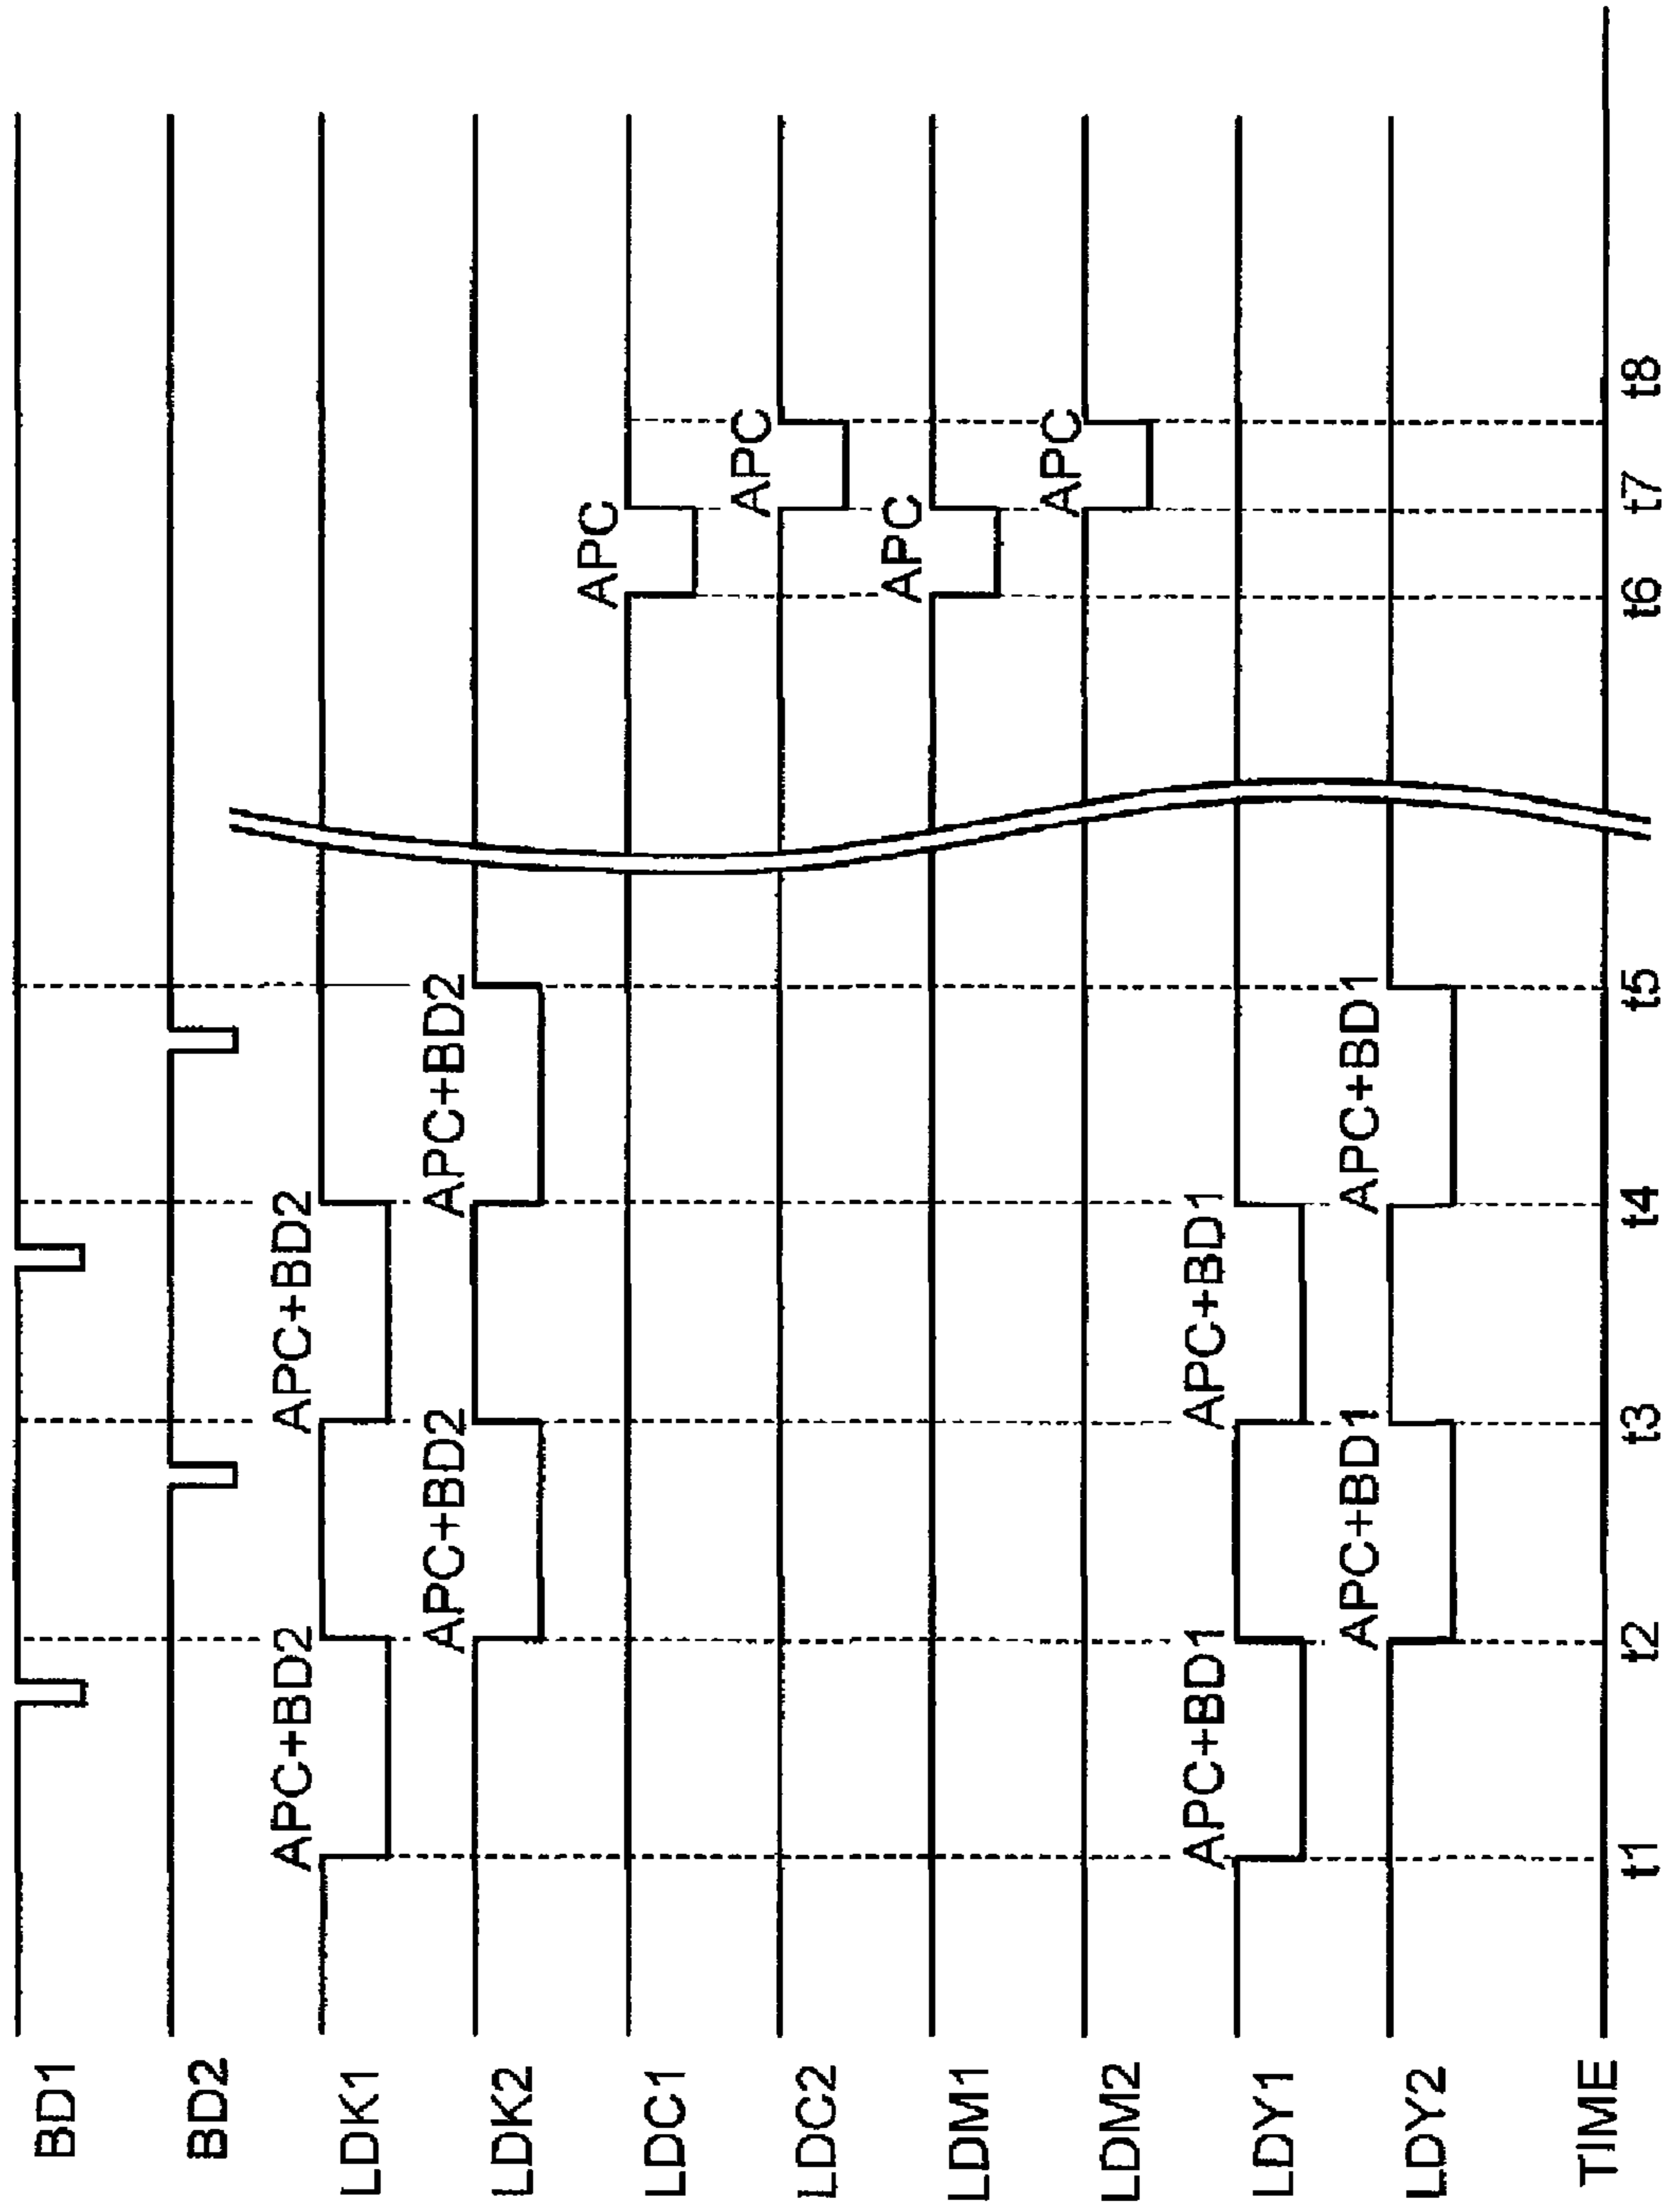 BD1
BD2
LDK1
APC+BD2
APC+BD2
LDK2
APC+BD2
APC+BD2
LDC1
APC
LDC2
APC
LDM1
APC
LDM2
APC
LDY1
APC+BD1
APC+BD1
LDY2
APC+BD1
APC+BD1
TIME
t1 t2 t3 t4 t5 t6 t7 t8